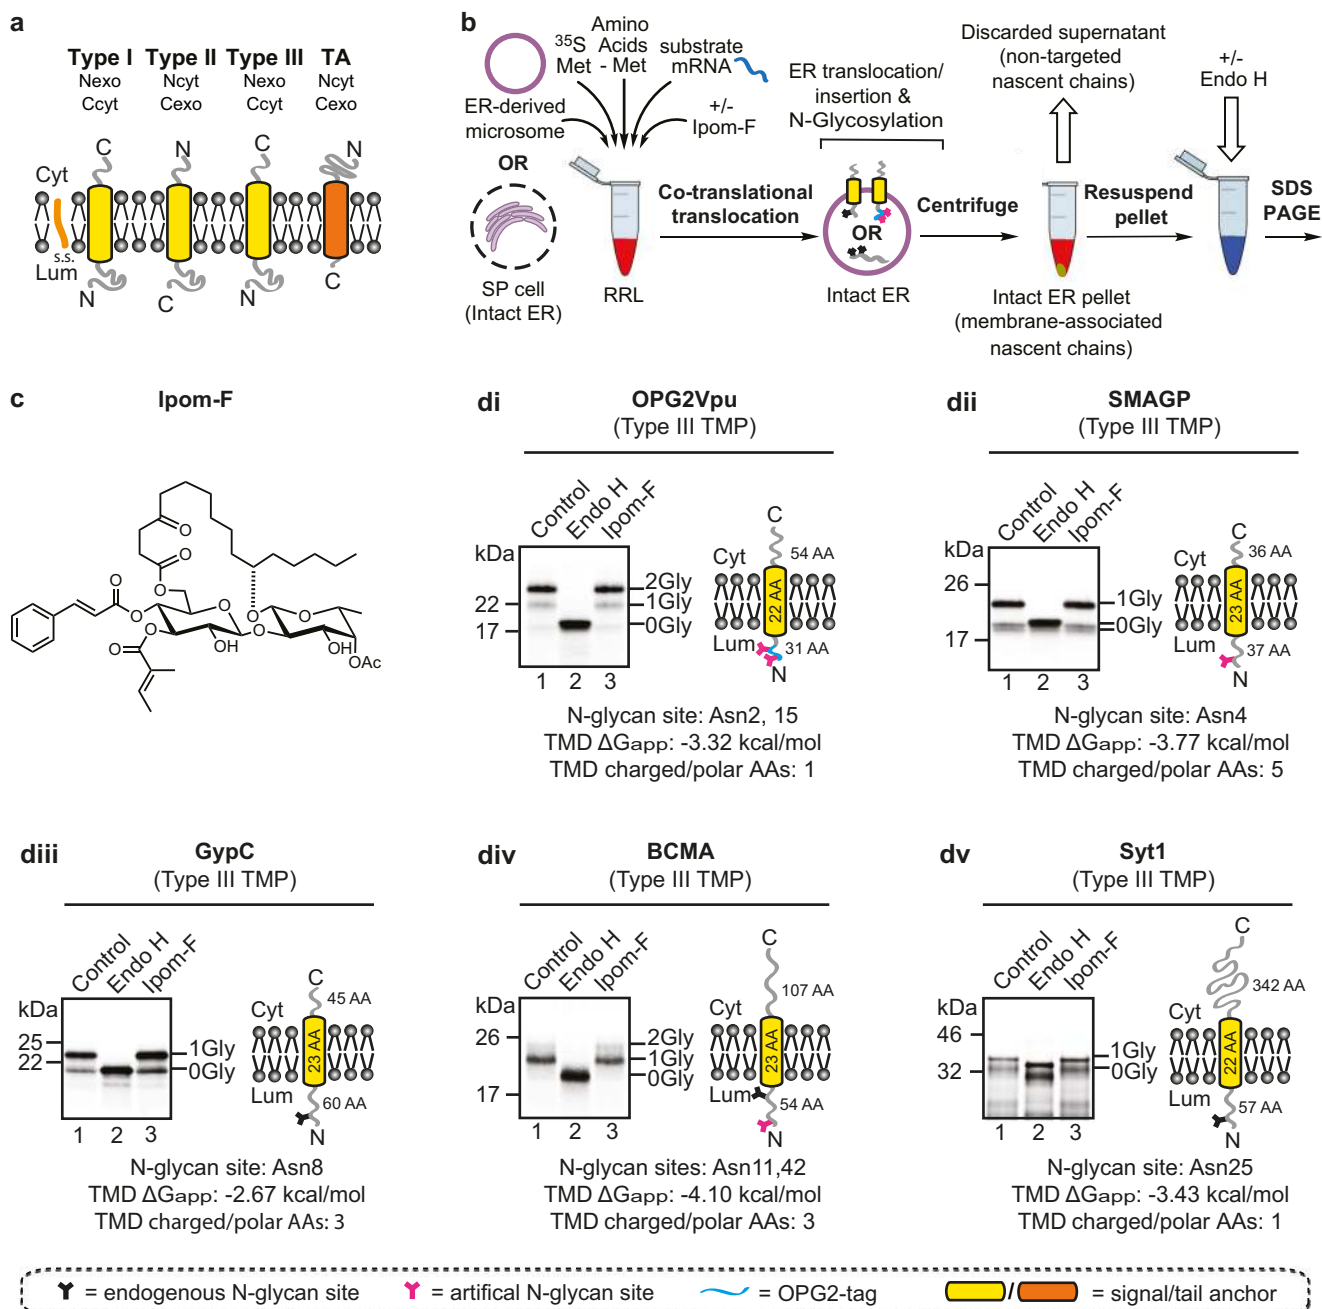 a
Type I Type II Type III TA
Nexo Ncyt Nexo Ncyt
Ccyt Cexo Ccyt Cexo
C N C N
Cyt
s.s.
Lum
N C N C
b
35S Met
Amino Acids - Met
substrate mRNA
ER-derived microsome
+/- Ipom-F
OR
SP cell
(Intact ER)
RRL
Co-translational
translocation
ER translocation/
insertion &
N-Glycosylation
OR
Intact ER
Centrifuge
Discarded supernatant
(non-targeted
nascent chains)
Intact ER pellet
(membrane-associated
nascent chains)
Resuspend
pellet
+/-
Endo H
SDS
PAGE
c
Ipom-F
O
O
O
O
O
O
O
O
O
O
O
O
OH
OH
OAc
di
OPG2Vpu
(Type III TMP)
Control Endo H Ipom-F
kDa
22
17
2Gly
1Gly
0Gly
1 2 3
C
Cyt 54 AA
22 AA
Lum 31 AA
N
N-glycan site: Asn2, 15
TMD ΔGapp: -3.32 kcal/mol
TMD charged/polar AAs: 1
dii
SMAGP
(Type III TMP)
Control Endo H Ipom-F
kDa
26
17
1Gly
0Gly
1 2 3
C
Cyt 36 AA
23 AA
Lum 37 AA
N
N-glycan site: Asn4
TMD ΔGapp: -3.77 kcal/mol
TMD charged/polar AAs: 5
diii
GypC
(Type III TMP)
Control Endo H Ipom-F
kDa
25
22
1Gly
0Gly
1 2 3
C
Cyt 45 AA
23 AA
Lum 60 AA
N
N-glycan site: Asn8
TMD ΔGapp: -2.67 kcal/mol
TMD charged/polar AAs: 3
div
BCMA
(Type III TMP)
Control Endo H Ipom-F
kDa
26
17
2Gly
1Gly
0Gly
1 2 3
C
Cyt 107 AA
23 AA
Lum 54 AA
N
N-glycan sites: Asn11,42
TMD ΔGapp: -4.10 kcal/mol
TMD charged/polar AAs: 3
dv
Syt1
(Type III TMP)
Control Endo H Ipom-F
kDa
46
32
1Gly
0Gly
1 2 3
C
Cyt 342 AA
22 AA
Lum 57 AA
N
N-glycan site: Asn25
TMD ΔGapp: -3.43 kcal/mol
TMD charged/polar AAs: 1
= endogenous N-glycan site = artifical N-glycan site = OPG2-tag / = signal/tail anchor